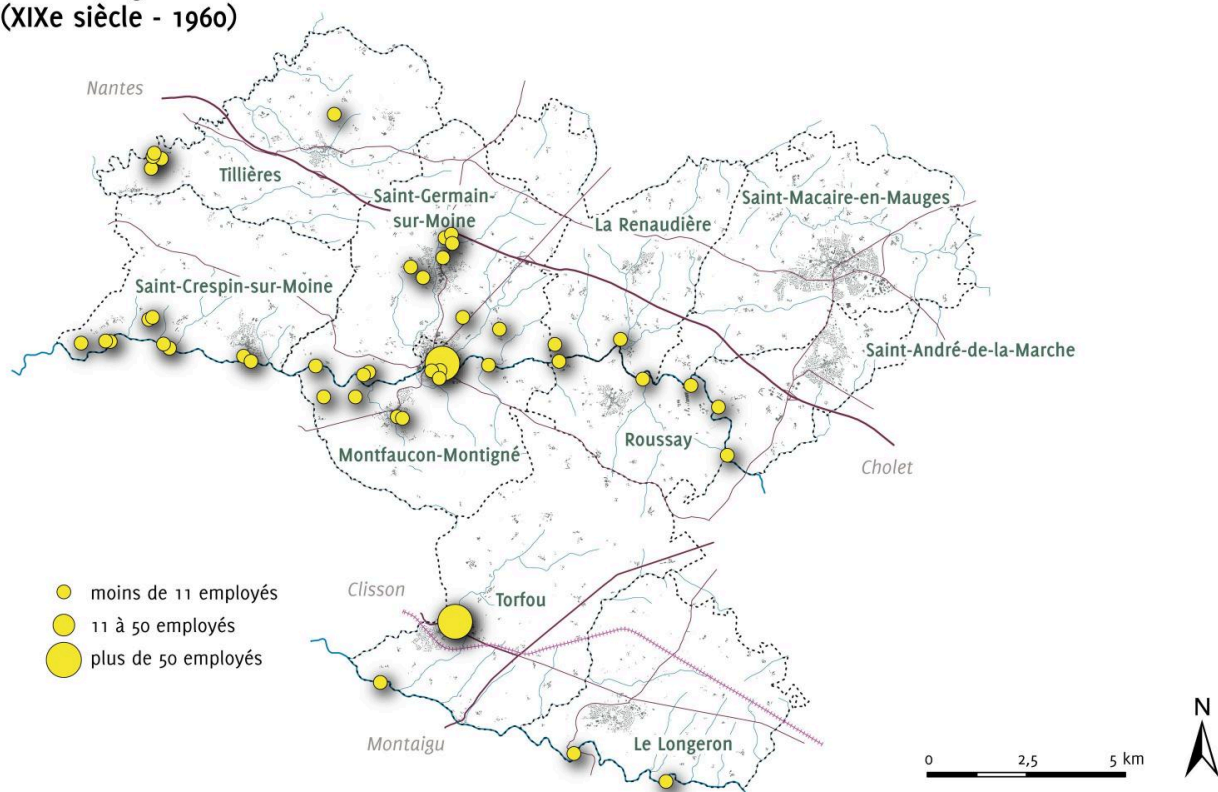 (XIXe siècle - 1960)
Nantes
Tillières
Saint-Germain-
sur-Moine
La Renaudière
Saint-Macaire-en-Mauges
Saint-Crespin-sur-Moine
Saint-André-de-la-Marche
Roussay
Montfaucon-Montigné
Cholet
Clisson
Torfou
moins de 11 employés
11 à 50 employés
plus de 50 employés
Montaigu
Le Longeron
0 2,5 5 km
N